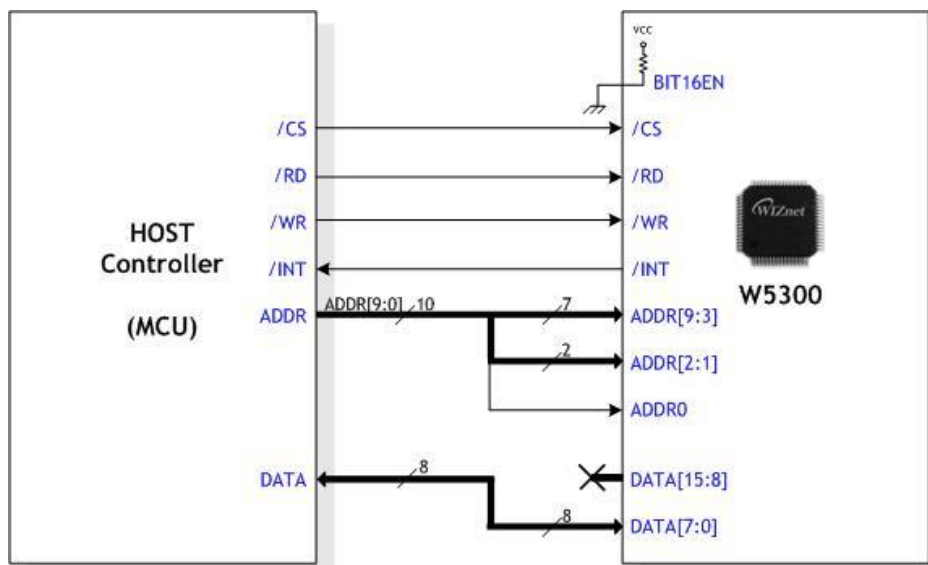 VCC
BIT16EN
/CS
/CS
/RD
/RD
/WR
/WR
WIZnet
HOST
Controller
(MCU)
/INT
/INT
W5300
ADDR
ADDR[9:0]
10
7
ADDR[9:3]
2
ADDR[2:1]
ADDR0
DATA
8
DATA[15:8]
8
DATA[7:0]